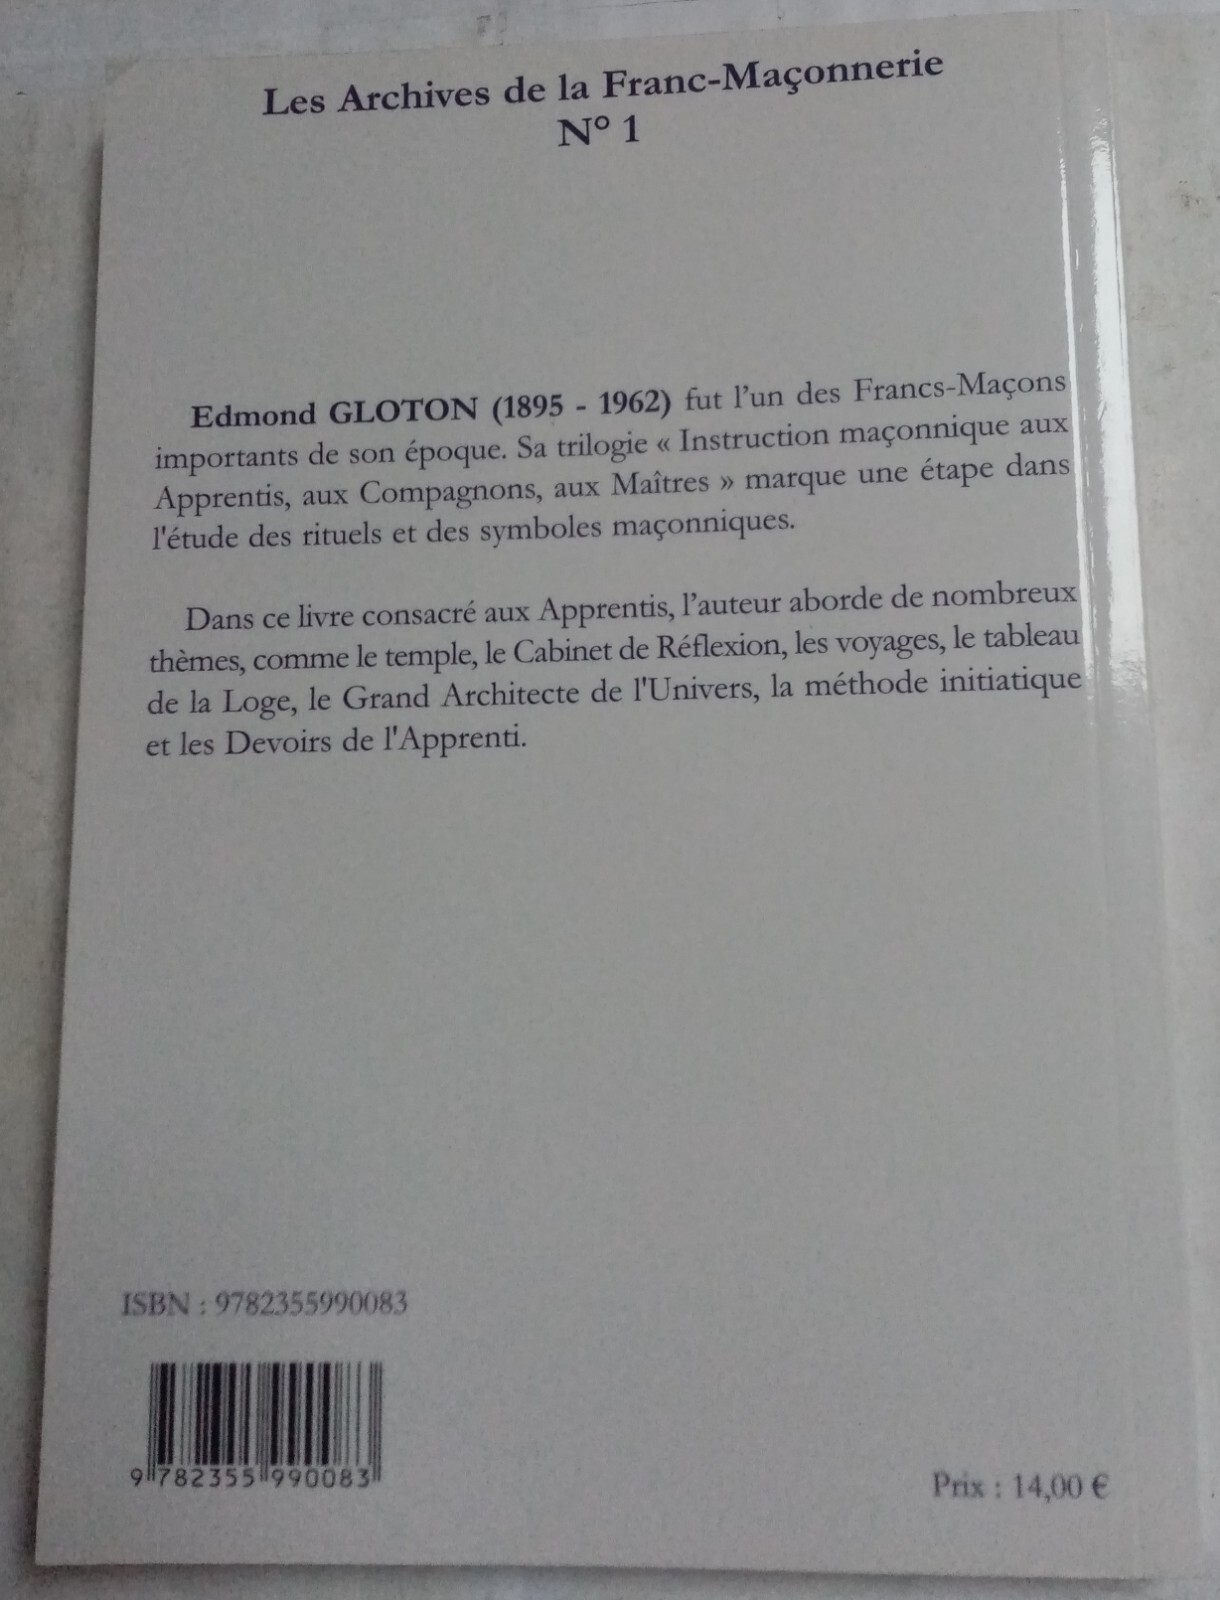 Les Archives de la Franc-Maçonnerie
N° 1
Edmond GLOTON (1895 - 1962) fut l’un des Francs-Maçons
importants de son époque. Sa trilogie « Instruction maçonnique aux
Apprentis, aux Compagnons, aux Maîtres » marque une étape dans
l'étude des rituels et des symboles maçonniques.
Dans ce livre consacré aux Apprentis, l’auteur aborde de nombreux
thèmes, comme le temple, le Cabinet de Réflexion, les voyages, le tableau
de la Loge, le Grand Architecte de l'Univers, la méthode initiatique
et les Devoirs de l'Apprenti.
ISBN : 9782355990083
9 782355 990083
Prix : 14,00 €